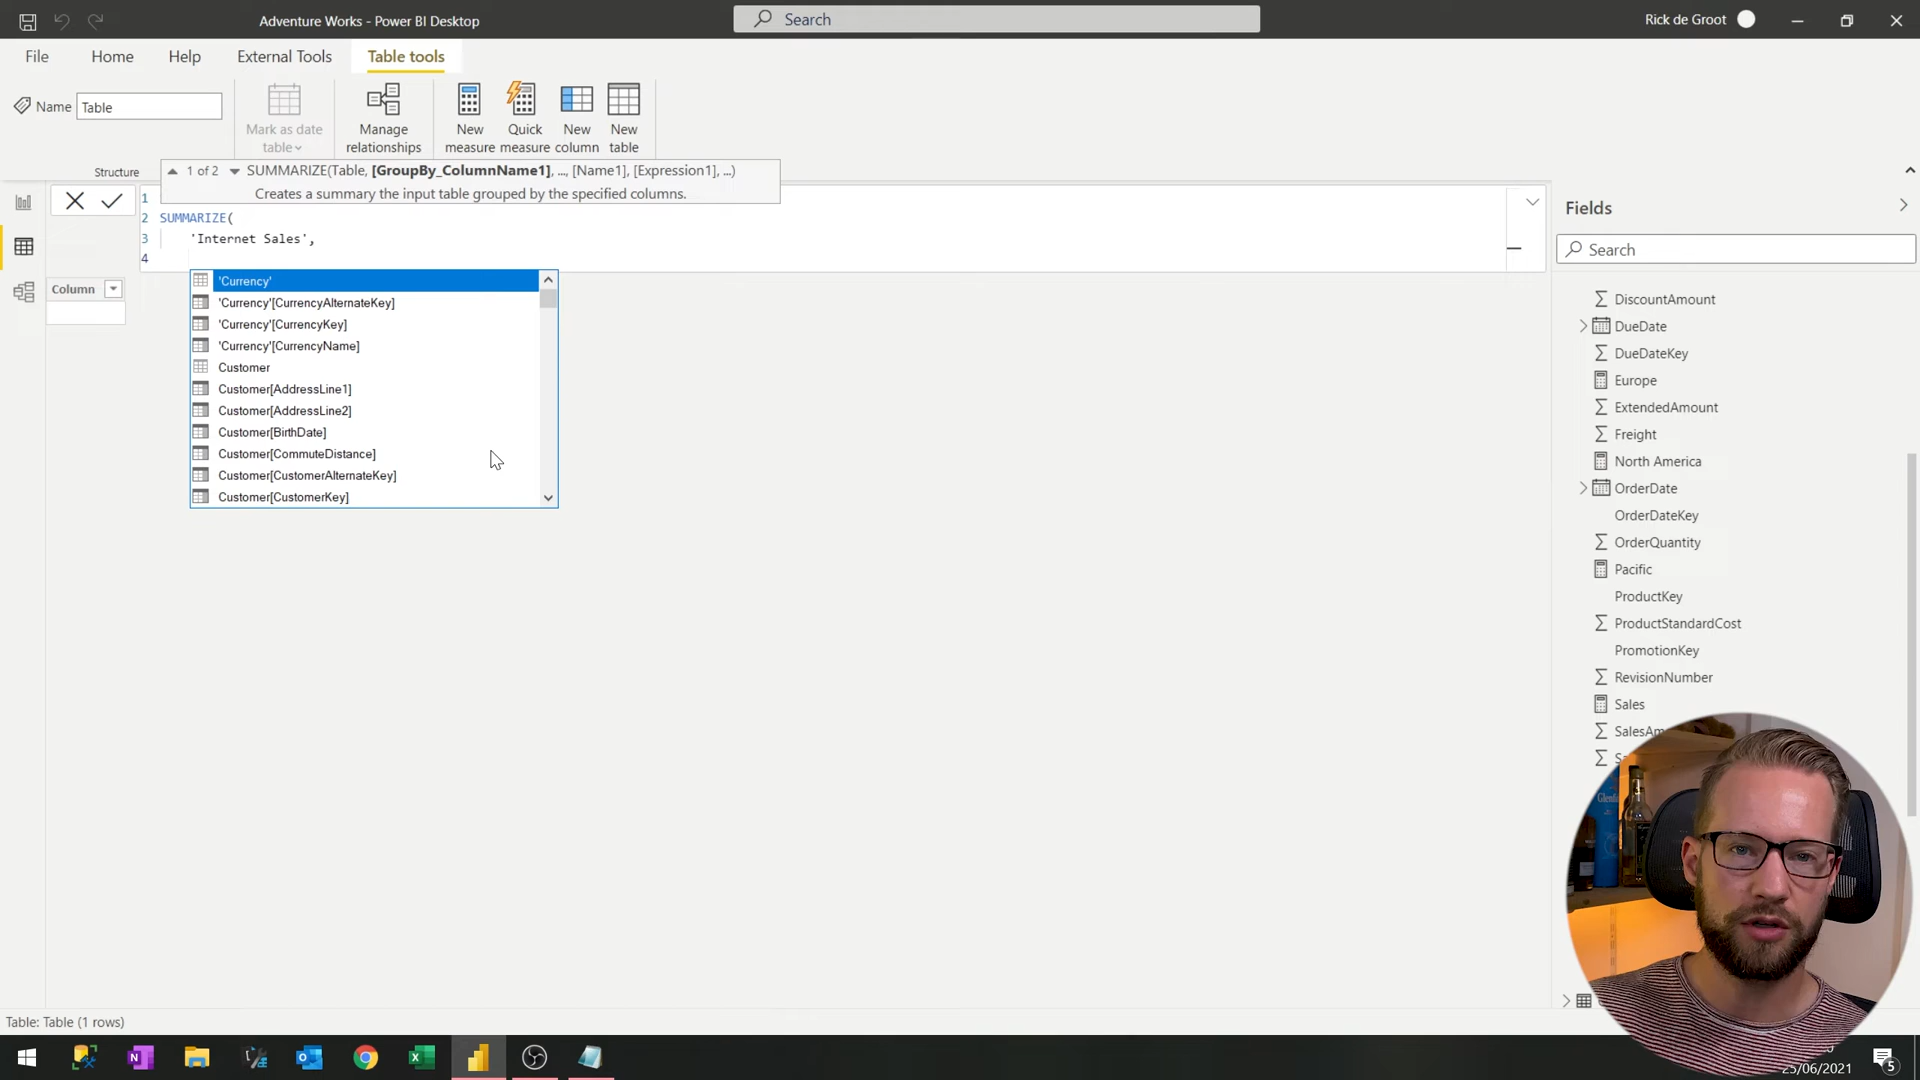 Adventure Works - Power BI Desktop
Search
Rick de Groot
File
Home
Help
External Tools
Table tools
Name
Table
Mark as date table
Manage relationships
New measure
Quick measure
New column
New table
Structure
1 of 2
SUMMARIZE(Table, [GroupBy_ColumnName1], ..., [Name1], [Expression1], ...)
Creates a summary the input table grouped by the specified columns.
1
2 SUMMARIZE(
3 'Internet Sales',
4
Column
'Currency'
'Currency'[CurrencyAlternateKey]
'Currency'[CurrencyKey]
'Currency'[CurrencyName]
Customer
Customer[AddressLine1]
Customer[AddressLine2]
Customer[BirthDate]
Customer[CommuteDistance]
Customer[CustomerAlternateKey]
Customer[CustomerKey]
Fields
Search
DiscountAmount
DueDate
DueDateKey
Europe
ExtendedAmount
Freight
North America
OrderDate
OrderDateKey
OrderQuantity
Pacific
ProductKey
ProductStandardCost
PromotionKey
RevisionNumber
Sales
Table: Table (1 rows)
25/06/2021
5